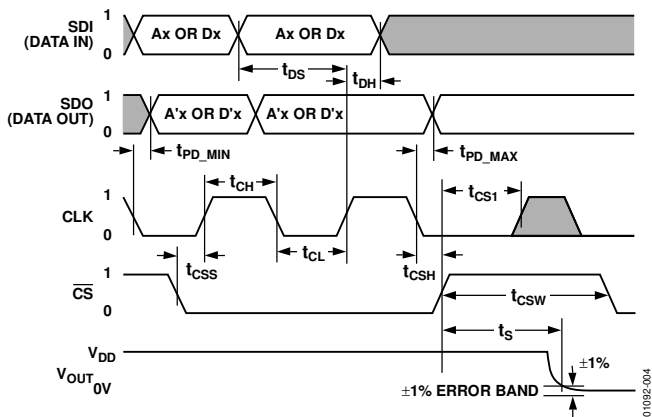 SDI
(DATA IN)
1
0
Ax OR Dx
Ax OR Dx
tDS
tDH
SDO
(DATA OUT)
1
0
A'x OR D'x
A'x OR D'x
tPD_MIN
tPD_MAX
tCH
tCS1
CLK
1
0
tCSS
tCL
tCSH
CS
1
0
tCSW
tS
VDD
VOUT
0V
±1%
±1% ERROR BAND
01092-004